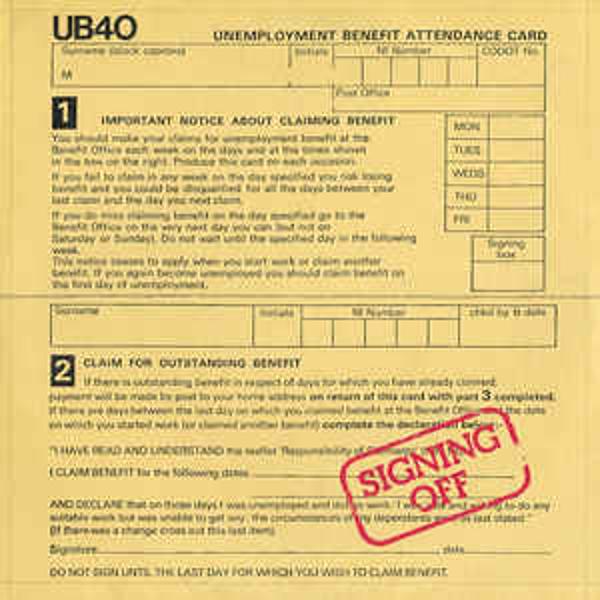 UB40
UNEMPLOYMENT BENEFIT ATTENDANCE CARD
Surname (block capitals) Initials NI Number CODOT No.
M
Post Office
1 IMPORTANT NOTICE ABOUT CLAIMING BENEFIT
You should make your claims for unemployment benefit at the
Benefit Office each week on the days and at the times shown
in the box on the right. Produce this card on each occasion.
If you fail to claim in any week on the day specified you risk losing
benefit and you could be disqualified for all the days between your
last claim and the day you next claim.
If you do miss claiming benefit on the day specified go to the
Benefit Office on the very next day you can (but not on
Saturday or Sunday). Do not wait until the specified day in the following
week.
This notice ceases to apply when you start work or claim another
benefit. If you again become unemployed you should claim benefit on
the first day of unemployment.
MON
TUES
WEDS
THU
FRI
Signing
box
Surname Initials NI Number chkd by & date
2 CLAIM FOR OUTSTANDING BENEFIT
If there is outstanding benefit in respect of days for which you have already claimed,
payment will be made by post to your home address on return of this card with part 3 completed.
If there are days between the last day on which you claimed benefit at the Benefit the date
on which you started work (or claimed another benefit) complete the declaration below
"I HAVE READ AND UNDERSTAND the leaflet 'Responsibility of
I CLAIM BENEFIT for the following dates
AND DECLARE that on those days I was unemployed and did no work. I and to do any
suitable work but was unable to get any; the circumstances of my dependants as last stated."
(If there was a change cross out this last item)
Signature date
DO NOT SIGN UNTIL THE LAST DAY FOR WHICH YOU WISH TO CLAIM BENEFIT.
SIGNING
OFF